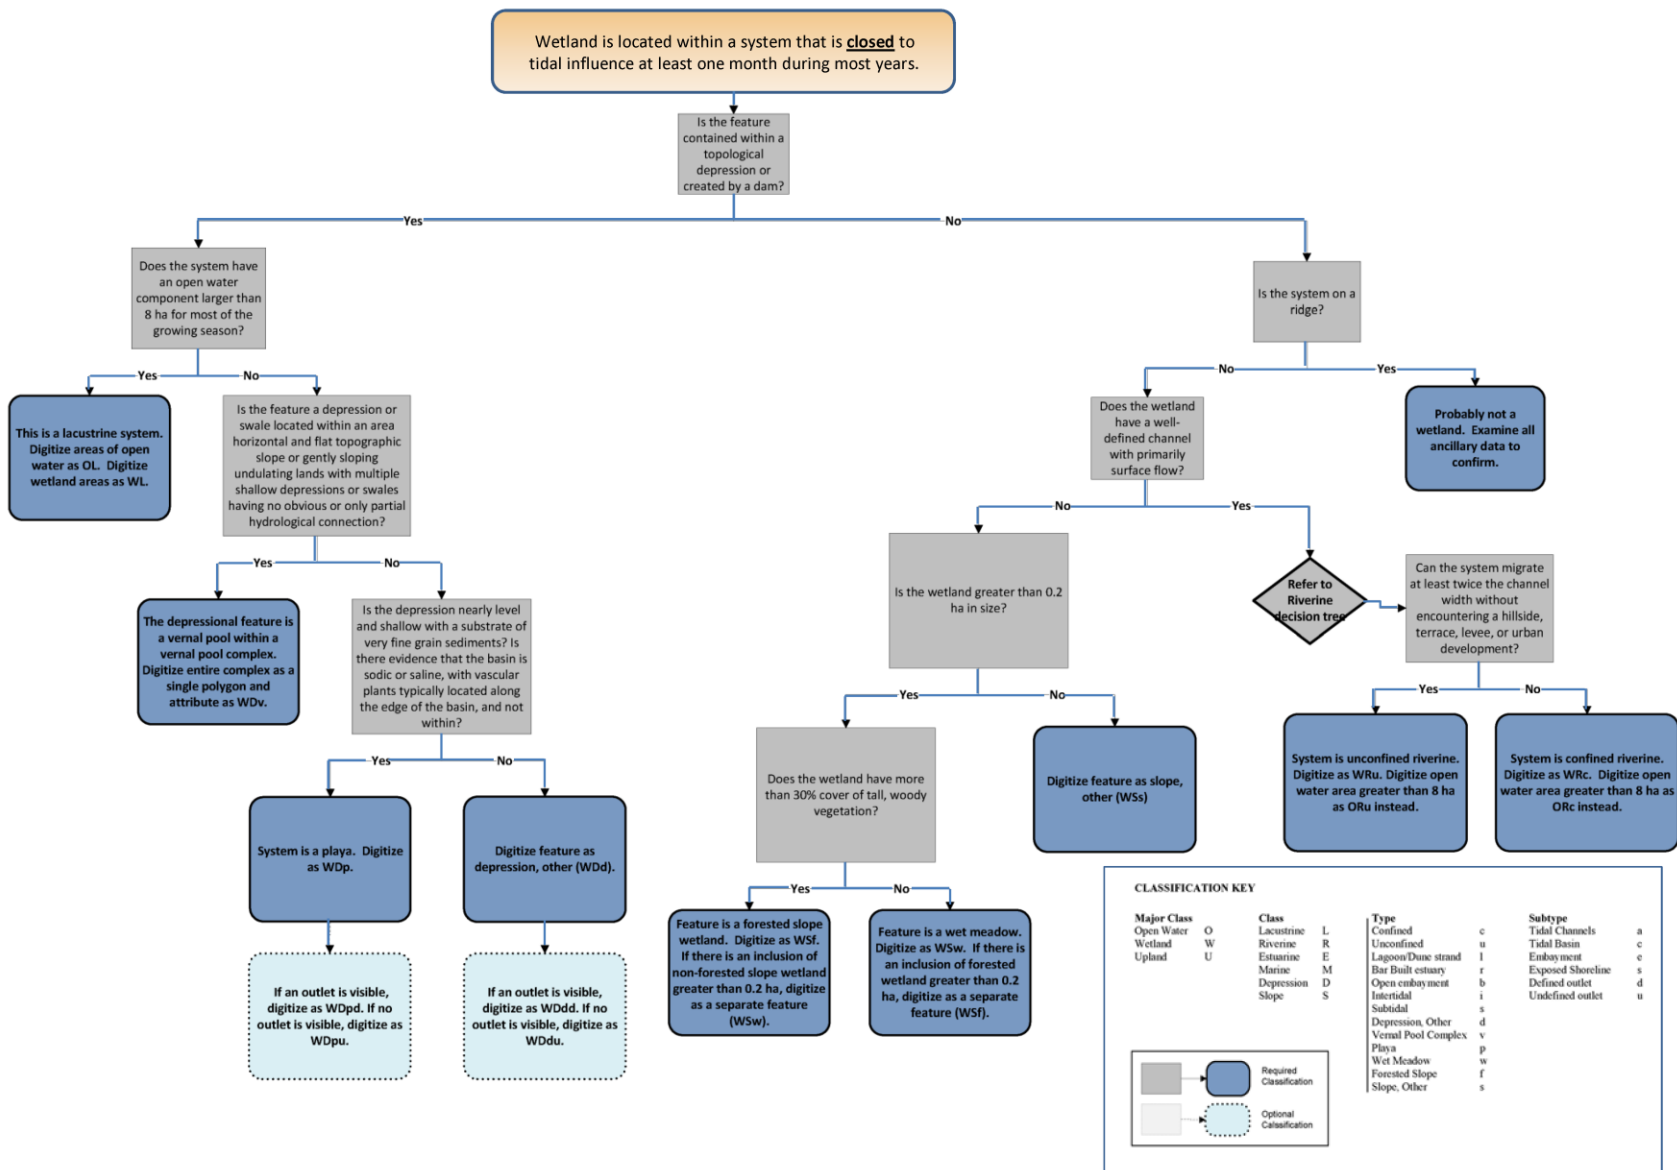 Wetland is located within a system that is closed to
tidal influence at least one month during most years.
Is the feature
contained within a
topological
depression or
created by a dam?
Yes
No
Does the system have
an open water
component larger than
8 ha for most of the
growing season?
Is the system on a
ridge?
Yes
No
No
Yes
This is a lacustrine system.
Digitize areas of open
water as OL. Digitize
wetland areas as WL.
Is the feature a depression or
swale located within an area
horizontal and flat topographic
slope or gently sloping
undulating lands with multiple
shallow depressions or swales
having no obvious or only partial
hydrological connection?
Does the wetland
have a well-
defined channel
with primarily
surface flow?
Probably not a
wetland. Examine all
ancillary data to
confirm.
Yes
No
No
Yes
The depressional feature is
a vernal pool within a
vernal pool complex.
Digitize entire complex as a
single polygon and
attribute as WDv.
Is the depression nearly level
and shallow with a substrate of
very fine grain sediments? Is
there evidence that the basin is
sodic or saline, with vascular
plants typically located along
the edge of the basin, and not
within?
Is the wetland greater than 0.2
ha in size?
Refer to
Riverine
decision tree
Can the system migrate
at least twice the channel
width without
encountering a hillside,
terrace, levee, or urban
development?
Yes
No
Yes
No
Yes
No
System is a playa. Digitize
as WDp.
Digitize feature as
depression, other (WDd).
Does the wetland have more
than 30% cover of tall, woody
vegetation?
Digitize feature as slope,
other (WSs)
System is unconfined riverine.
Digitize as WRu. Digitize open
water area greater than 8 ha
as ORu instead.
System is confined riverine.
Digitize as WRc. Digitize open
water area greater than 8 ha as
ORc instead.
Yes
No
If an outlet is visible,
digitize as WDpd. If no
outlet is visible, digitize as
WDpu.
If an outlet is visible,
digitize as WDdd. If no
outlet is visible, digitize as
WDdu.
Feature is a forested slope
wetland. Digitize as WSf.
If there is an inclusion of
non-forested slope wetland
greater than 0.2 ha, digitize
as a separate feature
(WSw).
Feature is a wet meadow.
Digitize as WSw. If there is
an inclusion of forested
wetland greater than 0.2
ha, digitize as a separate
feature (WSf).
CLASSIFICATION KEY
Major Class
Open Water O
Wetland W
Upland U
Class
Lacustrine L
Riverine R
Estuarine E
Marine M
Depression D
Slope S
Type
Confined c
Unconfined u
Lagoon/Dune strand l
Bar Built estuary r
Open embayment b
Intertidal i
Subtidal s
Depression, Other d
Vernal Pool Complex v
Playa p
Wet Meadow w
Forested Slope f
Slope, Other s
Subtype
Tidal Channels a
Tidal Basin c
Embayment e
Exposed Shoreline s
Defined outlet d
Undefined outlet u
Required
Classification
Optional
Calssification